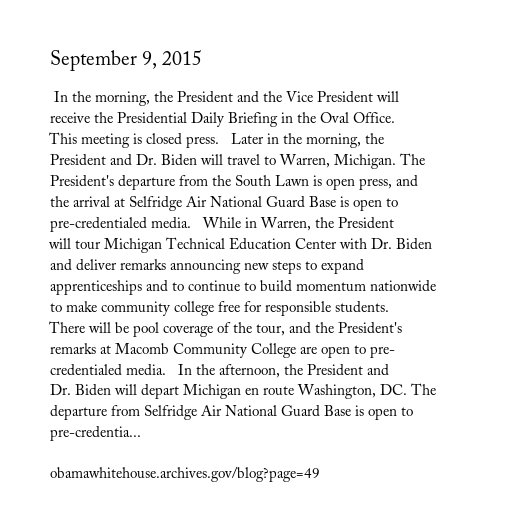 September 9, 2015
In the morning, the President and the Vice President will
receive the Presidential Daily Briefing in the Oval Office.
This meeting is closed press.   Later in the morning, the
President and Dr. Biden will travel to Warren, Michigan. The
President's departure from the South Lawn is open press, and
the arrival at Selfridge Air National Guard Base is open to
pre-credentialed media.   While in Warren, the President
will tour Michigan Technical Education Center with Dr. Biden
and deliver remarks announcing new steps to expand
apprenticeships and to continue to build momentum nationwide
to make community college free for responsible students.
There will be pool coverage of the tour, and the President's
remarks at Macomb Community College are open to pre-
credentialed media.   In the afternoon, the President and
Dr. Biden will depart Michigan en route Washington, DC. The
departure from Selfridge Air National Guard Base is open to
pre-credentia...
obamawhitehouse.archives.gov/blog?page=49